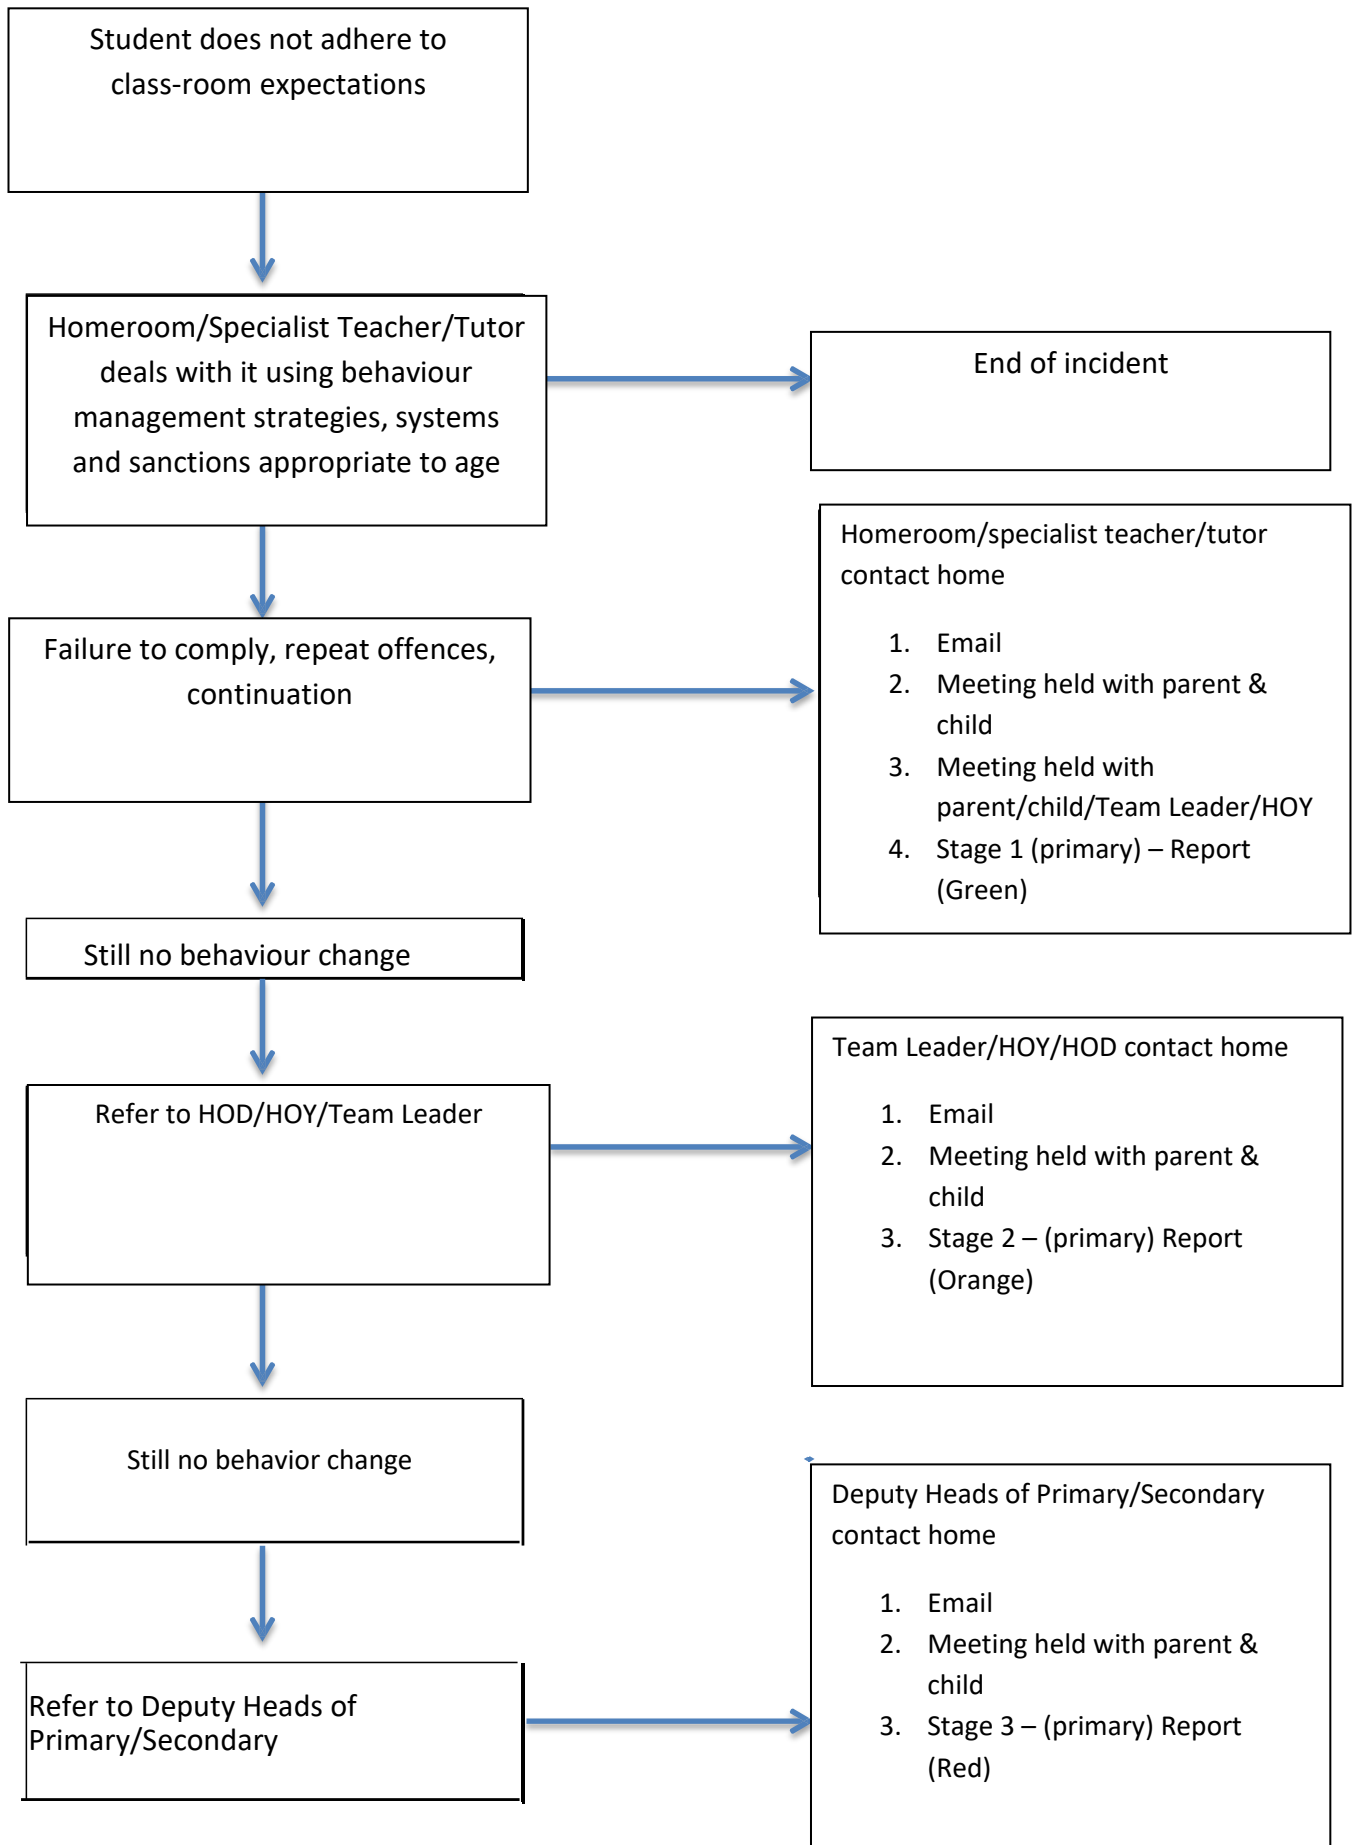 Student does not adhere to
class-room expectations
Homeroom/Specialist Teacher/Tutor
deals with it using behaviour
management strategies, systems
and sanctions appropriate to age
End of incident
Failure to comply, repeat offences,
continuation
Homeroom/specialist teacher/tutor
contact home
1. Email
2. Meeting held with parent &
child
3. Meeting held with
parent/child/Team Leader/HOY
4. Stage 1 (primary) – Report
(Green)
Still no behaviour change
Refer to HOD/HOY/Team Leader
Team Leader/HOY/HOD contact home
1. Email
2. Meeting held with parent &
child
3. Stage 2 – (primary) Report
(Orange)
Still no behavior change
Refer to Deputy Heads of
Primary/Secondary
Deputy Heads of Primary/Secondary
contact home
1. Email
2. Meeting held with parent &
child
3. Stage 3 – (primary) Report
(Red)